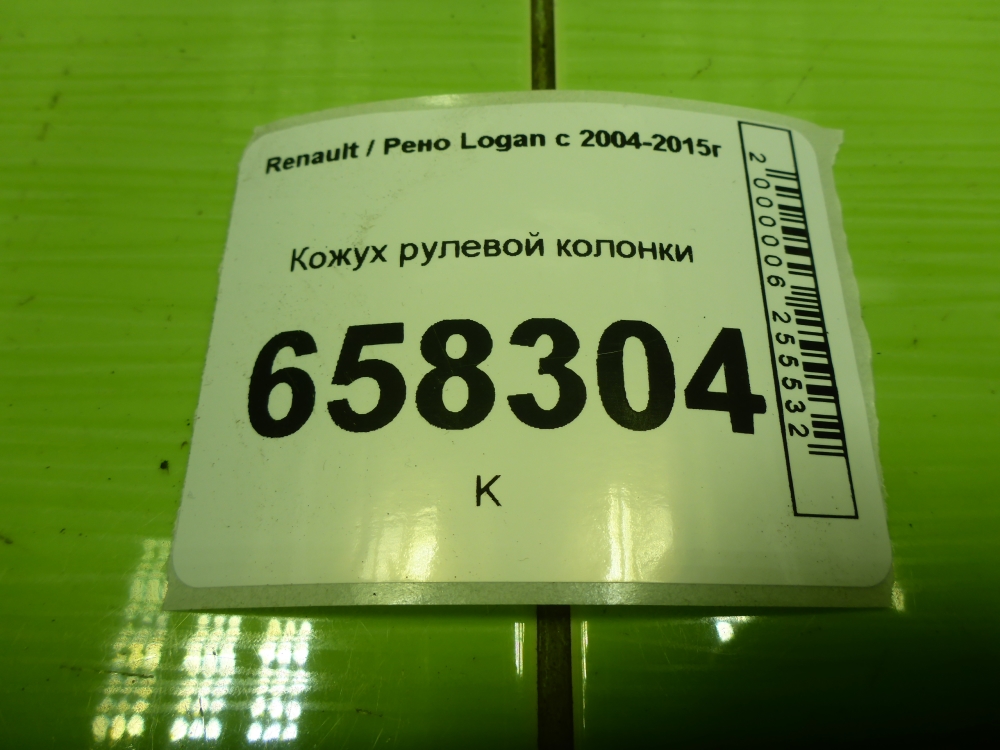 Renault / Рено Logan с 2004-2015г
Кожух рулевой колонки
658304
К
2000006255532